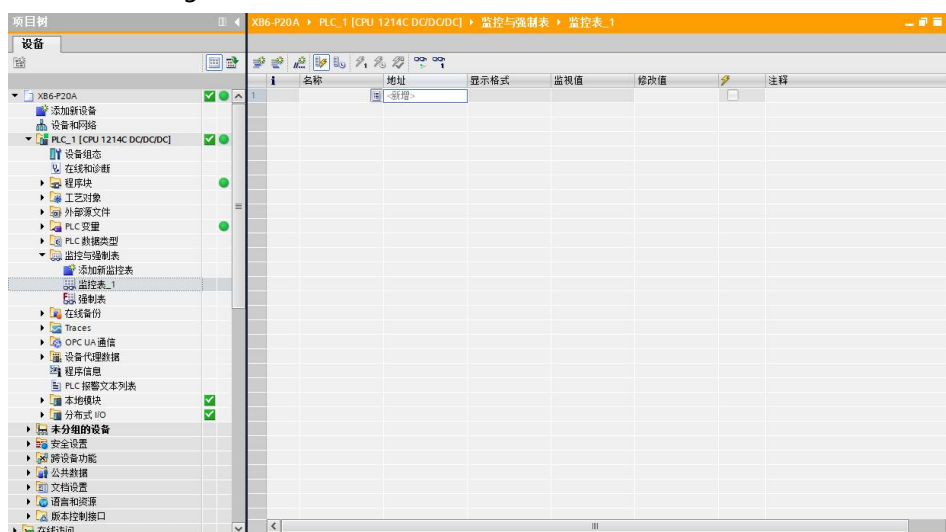 项目树
XB6-P20A ▸ PLC_1 [CPU 1214C DC/DC/DC] ▸ 监控与强制表 ▸ 监控表_1
设备
i 名称 地址 显示格式 监视值 修改值 注释
1 <新增>
XB6-P20A
添加新设备
设备和网络
PLC_1 [CPU 1214C DC/DC/DC]
设备组态
在线和诊断
程序块
工艺对象
外部源文件
PLC 变量
PLC 数据类型
监控与强制表
添加新监控表
监控表_1
强制表
在线备份
Traces
OPC UA 通信
设备代理数据
程序信息
PLC 报警文本列表
本地模块
分布式 I/O
未分组的设备
安全设置
跨设备功能
公共数据
文档设置
语言和资源
版本控制接口
在线访问